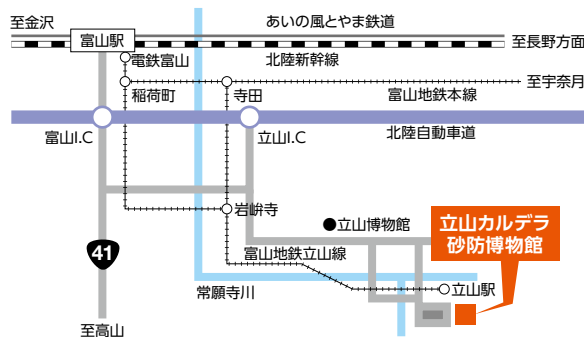 至金沢
あいの風とやま鉄道
富山駅
至長野方面
電鉄富山
北陸新幹線
至宇奈月
稲荷町
寺田
富山地鉄本線
富山I.C
立山I.C
北陸自動車道
岩峅寺
立山博物館
立山カルデラ
砂防博物館
41
富山地鉄立山線
常願寺川
立山駅
至高山